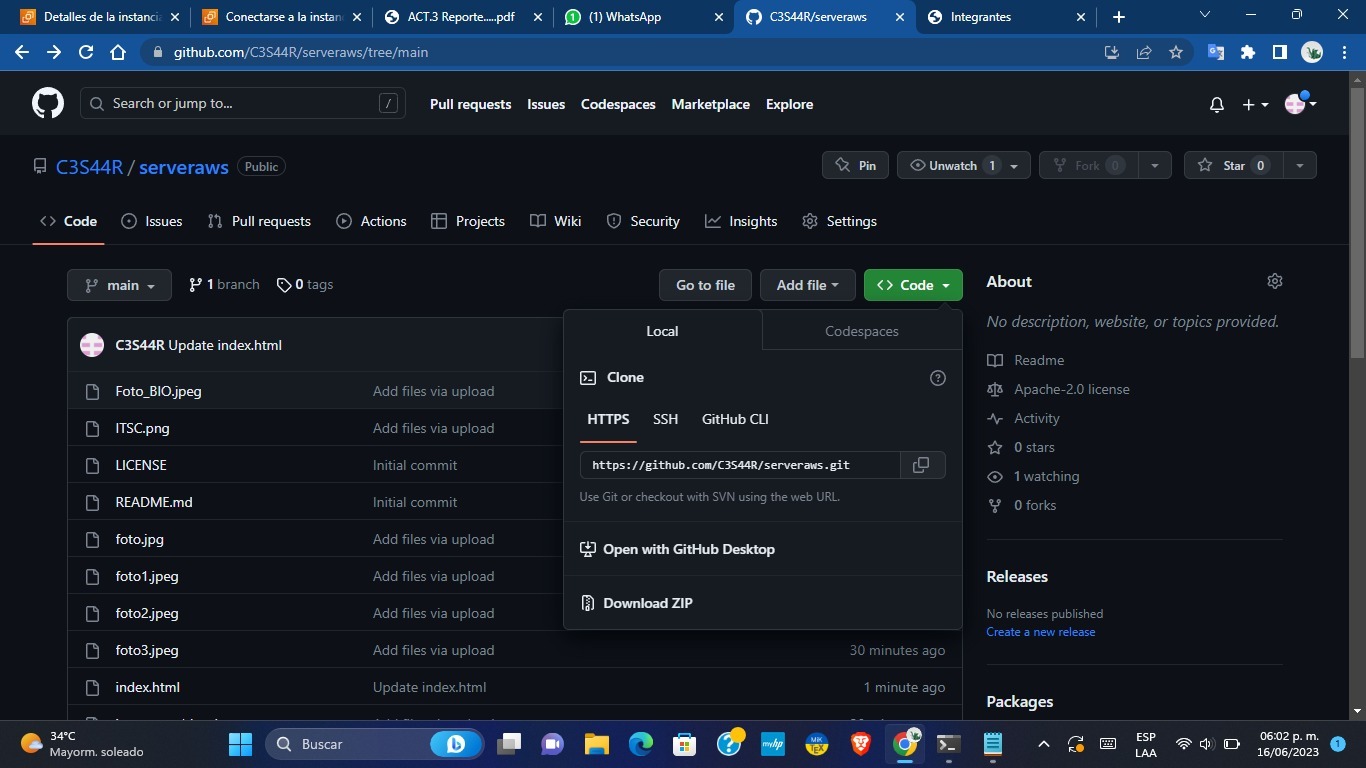 Detalles de la instancia
Conectarse a la instan
ACT.3 Reporte.....pdf
(1) WhatsApp
C3S44R/serveraws
Integrantes
github.com/C3S44R/serveraws/tree/main
Search or jump to...
/
Pull requests
Issues
Codespaces
Marketplace
Explore
C3S44R / serveraws
Public
Pin
Unwatch 1
Fork 0
Star 0
Code
Issues
Pull requests
Actions
Projects
Wiki
Security
Insights
Settings
main
1 branch
0 tags
Go to file
Add file
Code
C3S44R Update index.html
Foto_BIO.jpeg Add files via upload
ITSC.png Add files via upload
LICENSE Initial commit
README.md Initial commit
foto.jpg Add files via upload
foto1.jpeg Add files via upload
foto2.jpeg Add files via upload
foto3.jpeg Add files via upload 30 minutes ago
index.html Update index.html 1 minute ago
Local
Codespaces
Clone
HTTPS
SSH
GitHub CLI
https://github.com/C3S44R/serveraws.git
Use Git or checkout with SVN using the web URL.
Open with GitHub Desktop
Download ZIP
About
No description, website, or topics provided.
Readme
Apache-2.0 license
Activity
0 stars
1 watching
0 forks
Releases
No releases published
Create a new release
Packages
34°C
Mayorm. soleado
Buscar
myhp
MiK
TEX
ESP
LAA
06:02 p. m.
16/06/2023
1